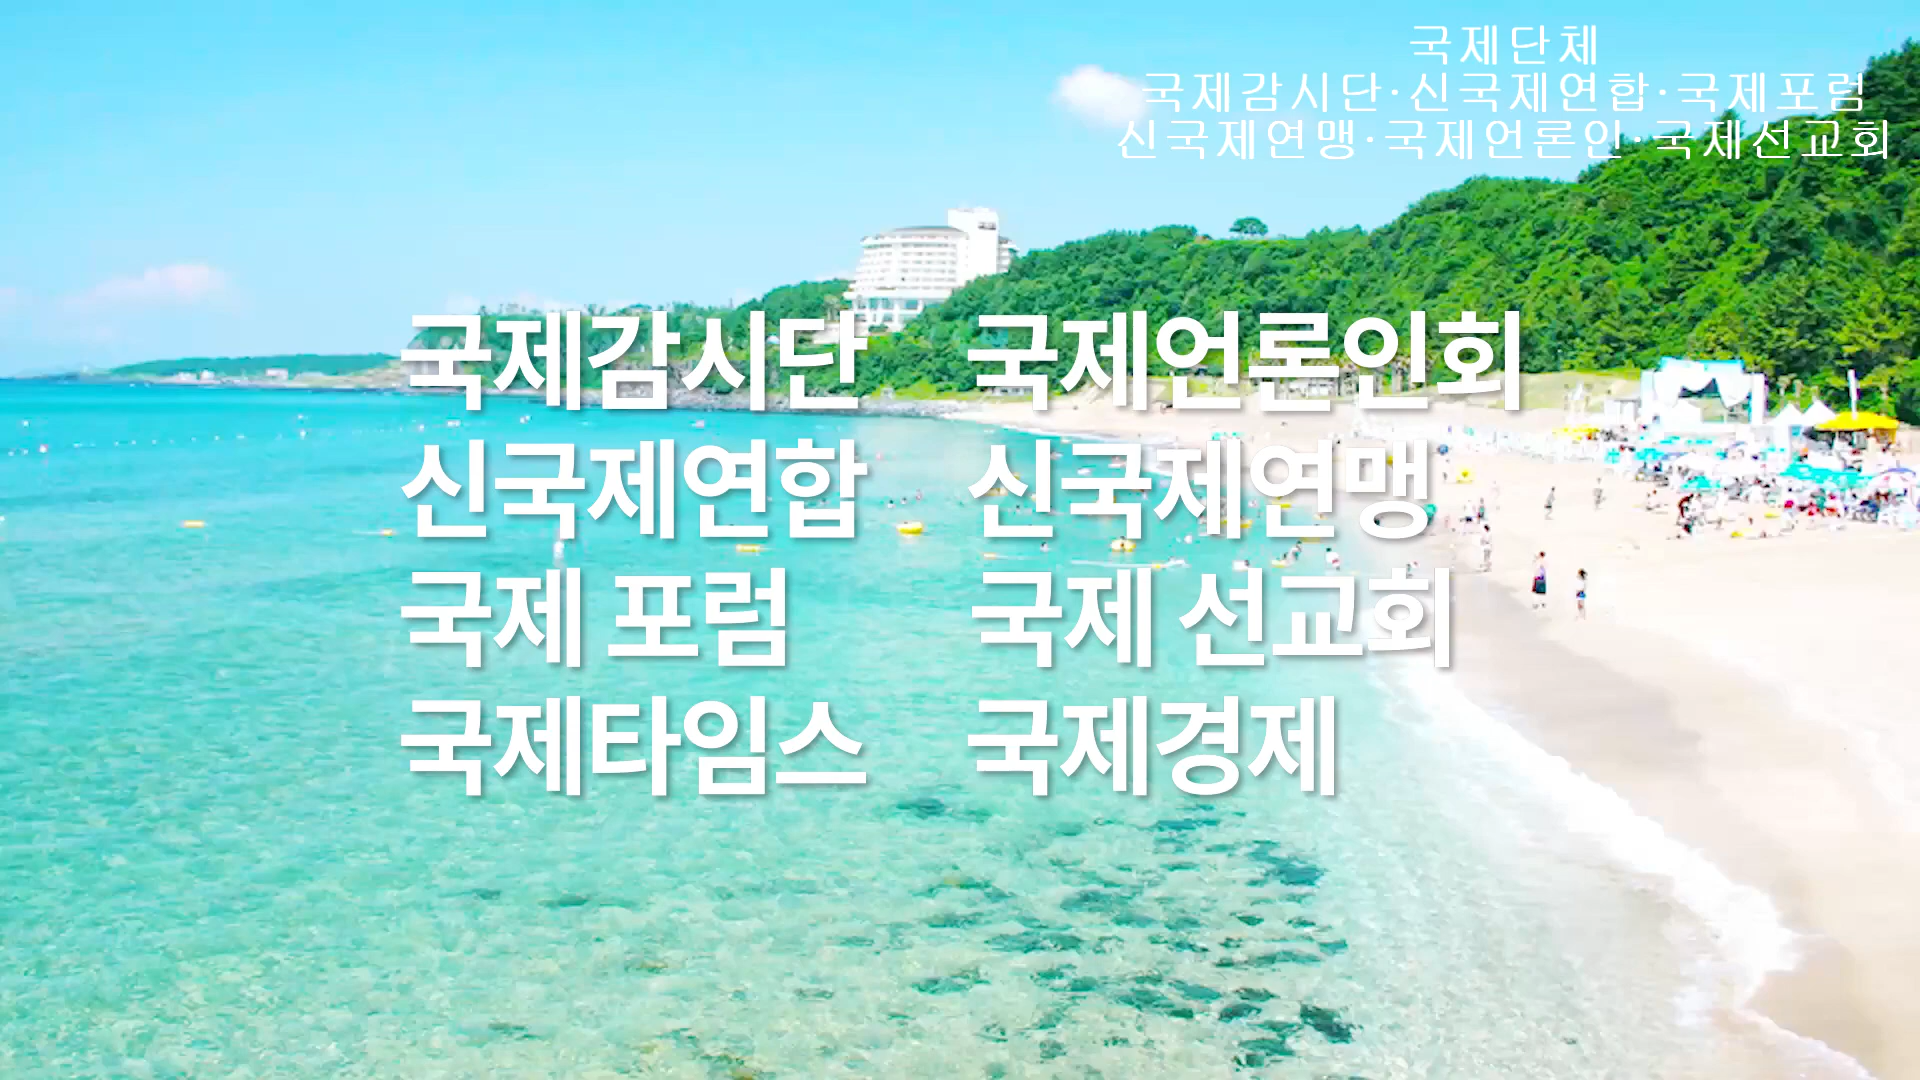 국제단체
국제감시단·신국제연합·국제포럼
신국제연맹·국제언론인·국제선교회
국제감시단 국제언론인회
신국제연합 신국제연맹
국제 포럼 국제 선교회
국제타임스 국제경제